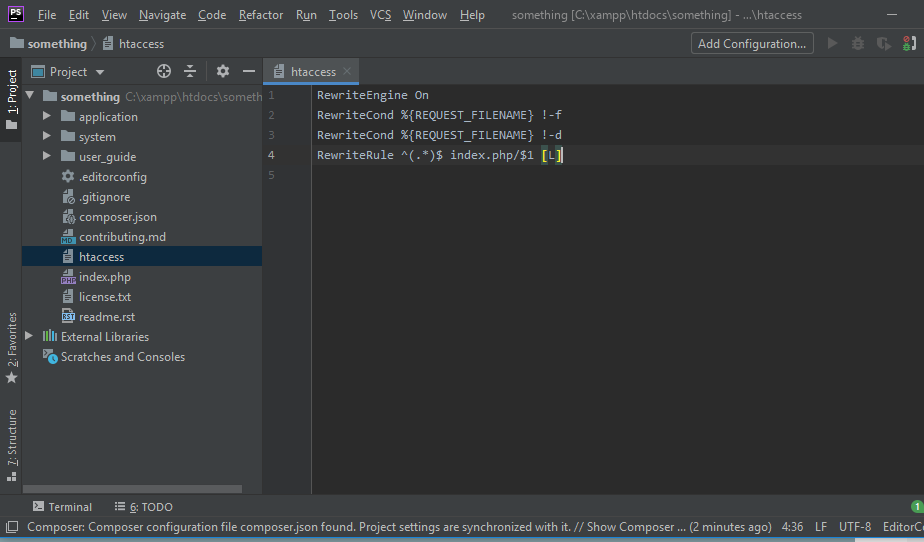 PS File Edit View Navigate Code Refactor Run Tools VCS Window Help something [C:\xampp\htdocs\something] - ...\htaccess
something htaccess Add Configuration...
1: Project
Project
htaccess
something C:\xampp\htdocs\someth
application
system
user_guide
.editorconfig
.gitignore
composer.json
contributing.md
htaccess
index.php
license.txt
readme.rst
External Libraries
Scratches and Consoles
1 RewriteEngine On
2 RewriteCond %{REQUEST_FILENAME} !-f
3 RewriteCond %{REQUEST_FILENAME} !-d
4 RewriteRule ^(.*)$ index.php/$1 [L]
5
2: Favorites
7: Structure
Terminal 6: TODO 1
Composer: Composer configuration file composer.json found. Project settings are synchronized with it. // Show Composer ... (2 minutes ago) 4:36 LF UTF-8 EditorC